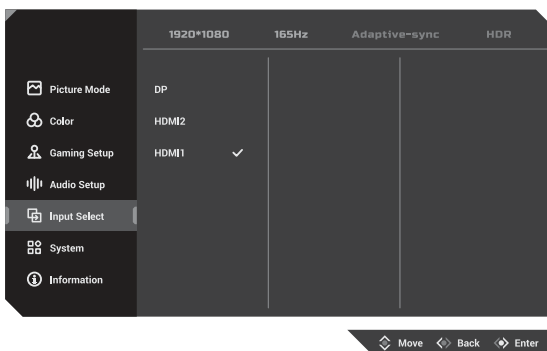 1920*1080 165Hz Adaptive-sync HDR
Picture Mode
Color
Gaming Setup
Audio Setup
Input Select
System
Information
DP
HDMI2
HDMI1
Move Back Enter